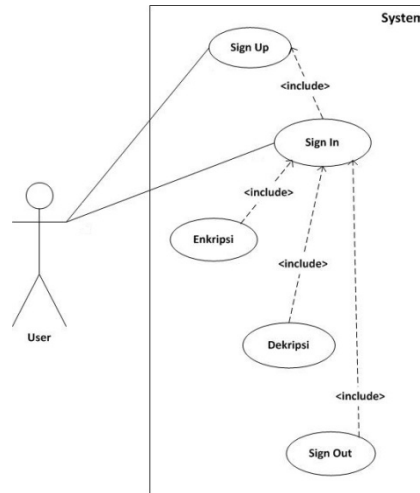 System
Sign Up
<include>
Sign In
<include>
Enkripsi
<include>
Dekripsi
User
<include>
Sign Out